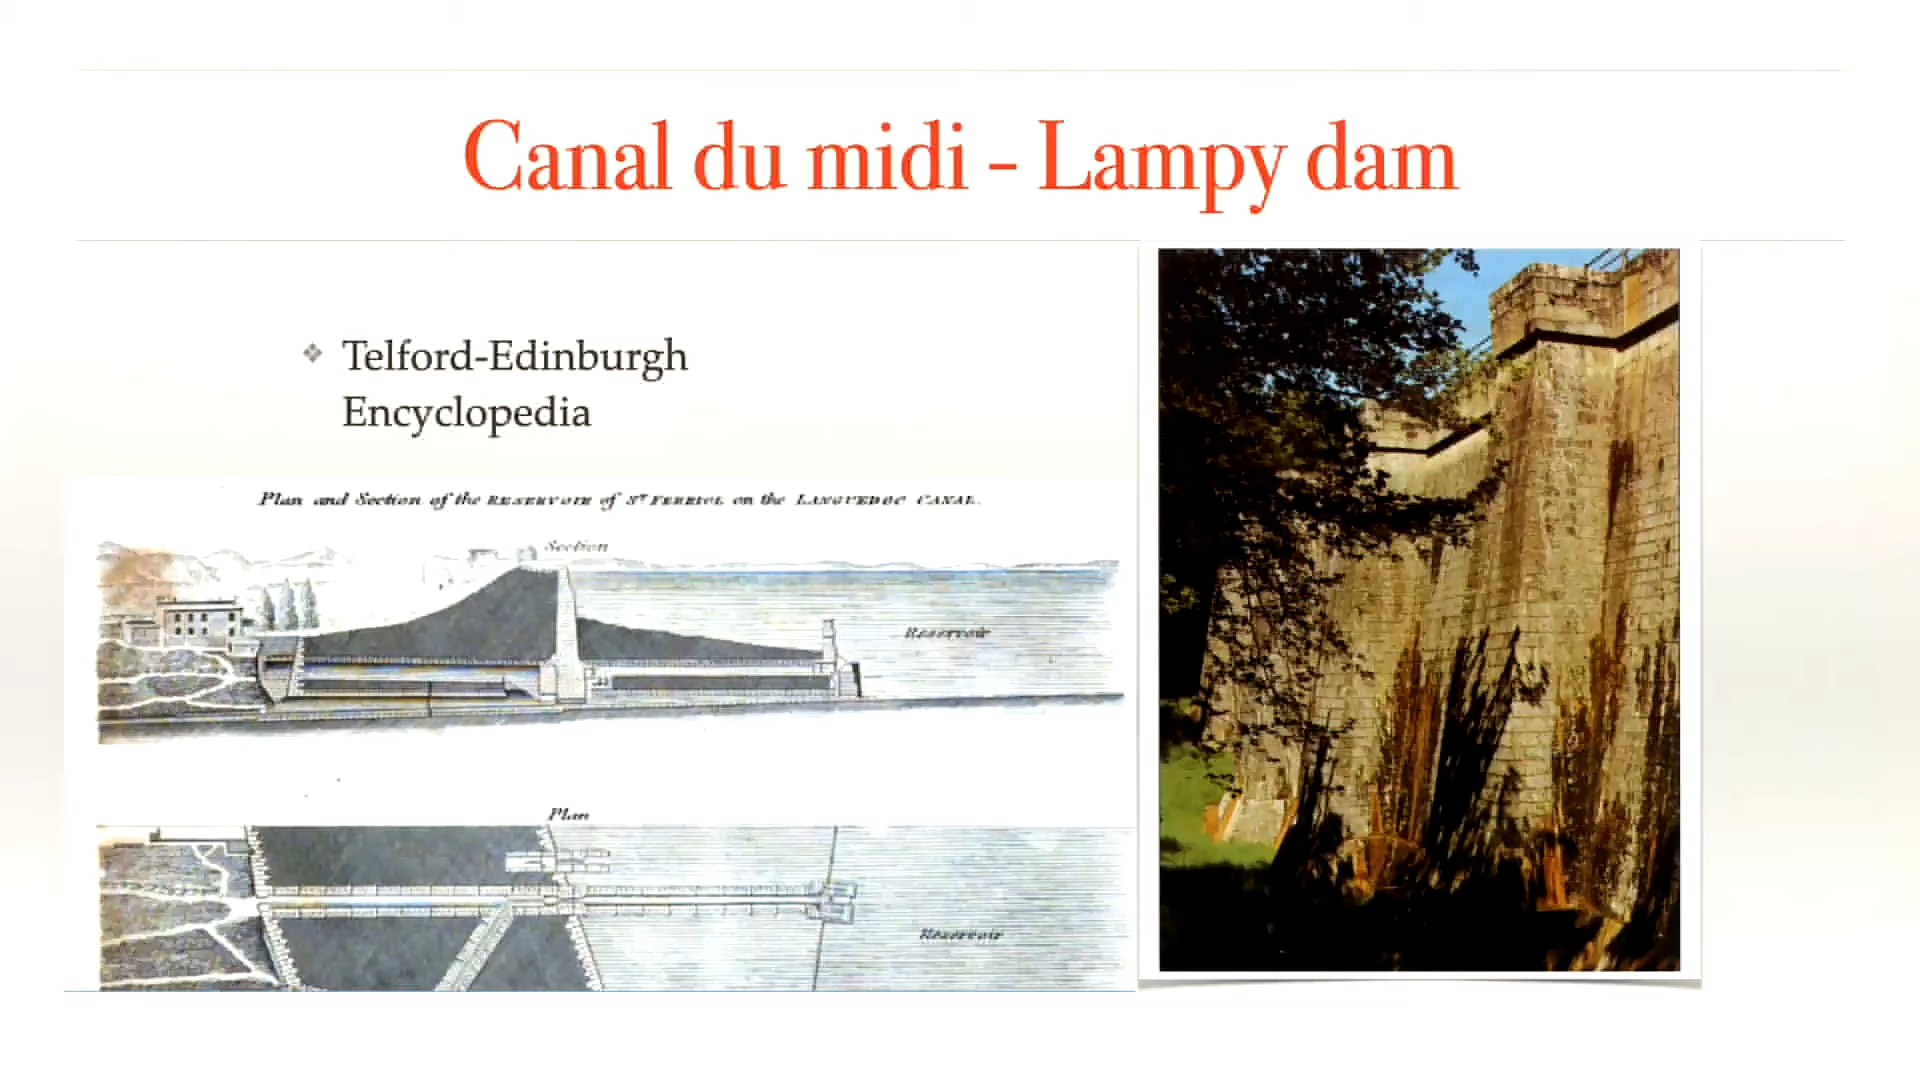 Canal du midi - Lampy dam
❖ Telford-Edinburgh
Encyclopedia
Plan and Section of the RESERVOIR of ST FERRIOL on the LANGUEDOC CANAL.
Section
Reservoir
Plan
Reservoir